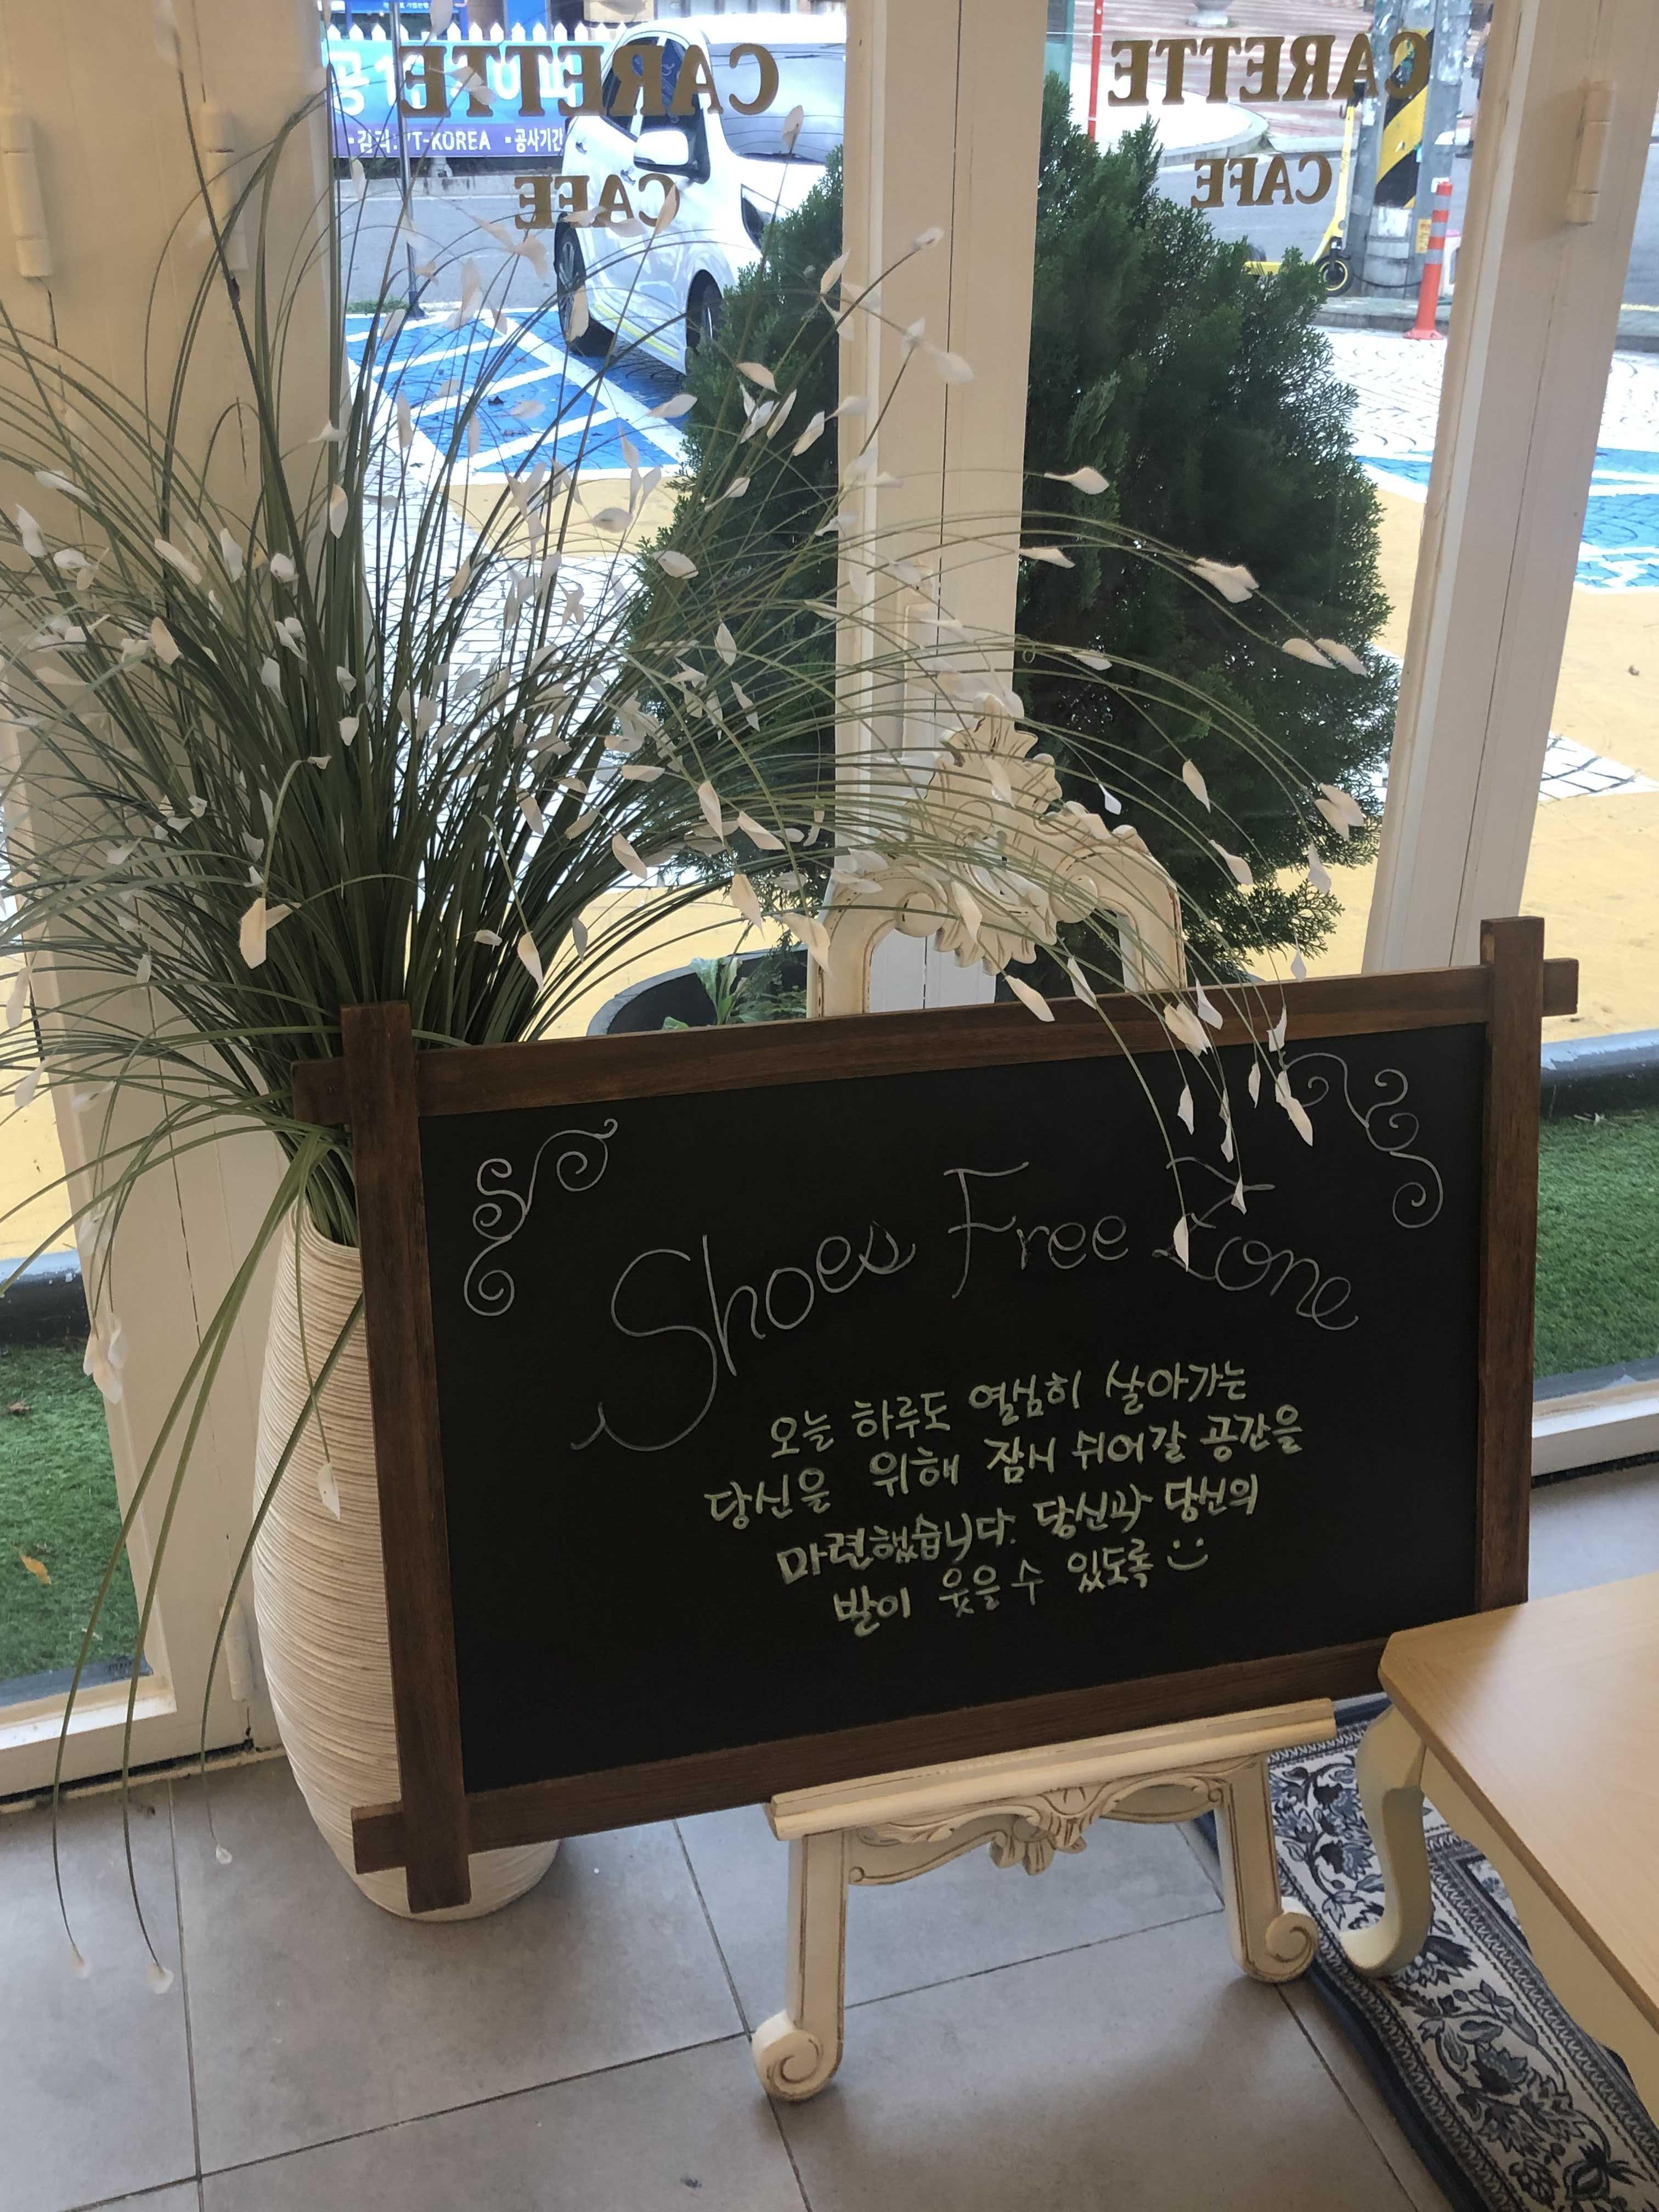 CARETTE
CAFE
CARETTE
CAFE
T-KOREA
▪공사기간
Shoes Free Zone
오늘 하루도 열심히 살아가는
당신을 위해 잠시 쉬어갈 공간을
마련했습니다. 당신과 당신의
발이 웃을 수 있도록 :)